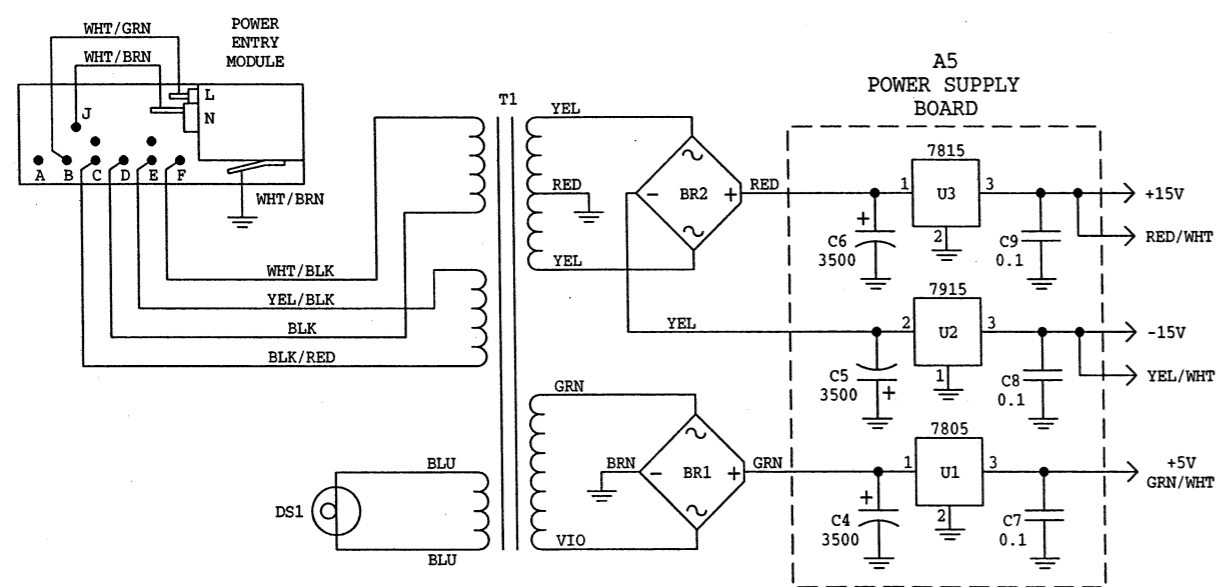 WHT/GRN
POWER
ENTRY
MODULE
WHT/BRN
L
N
J
A
B
C
D
E
F
WHT/BRN
T1
YEL
RED
YEL
BR2
~
~
-
+
RED
A5
POWER SUPPLY
BOARD
7815
1
U3
3
2
+
C6
3500
C9
0.1
+15V
RED/WHT
WHT/BLK
YEL/BLK
BLK
BLK/RED
YEL
7915
2
U2
3
1
C5
3500
+
C8
0.1
-15V
YEL/WHT
GRN
BRN
~
~
-
BR1
+
GRN
VIO
7805
1
U1
3
2
+
C4
3500
C7
0.1
+5V
GRN/WHT
BLU
DS1
BLU